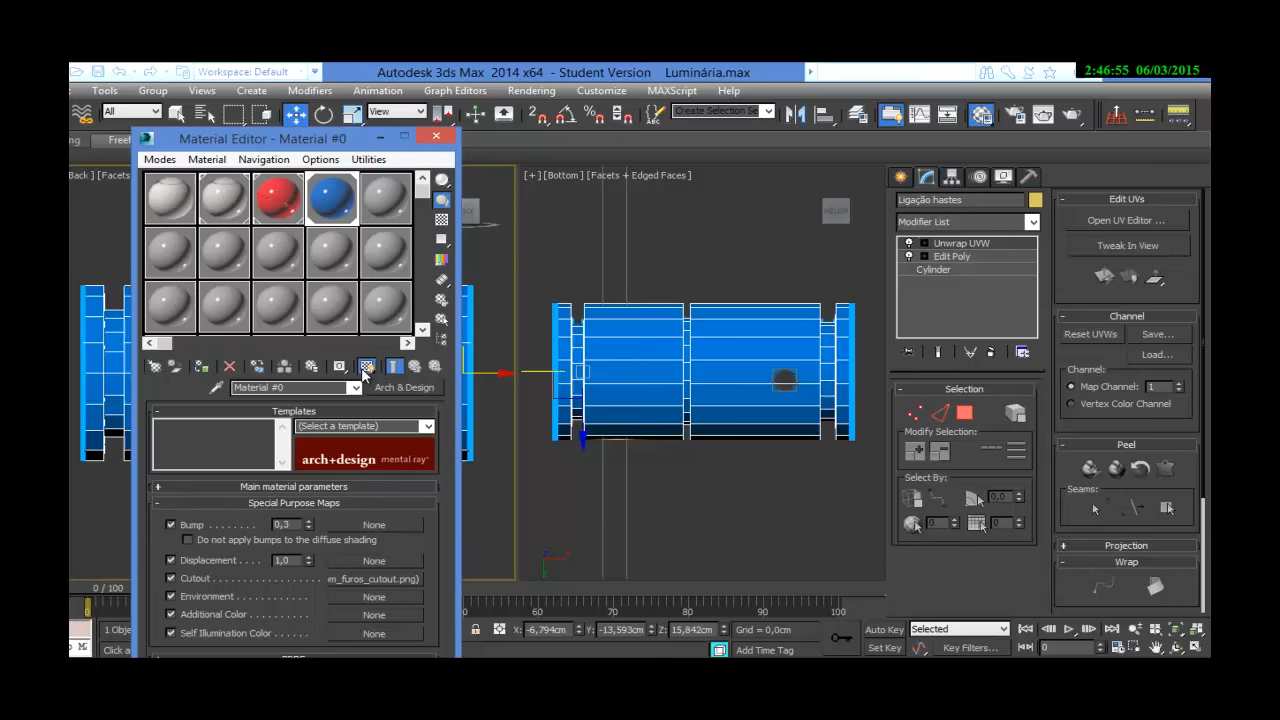 Workspace: Default
Autodesk 3ds Max 2014 x64 - Student Version Luminária.max
2:46:55 06/03/2015
Tools Group Views Create Modifiers Animation Graph Editors Rendering Customize MAXScript Help
All
View
Create Selection Se
Material Editor - Material #0
Modes Material Navigation Options Utilities
Back ] [Facets
[ + ] [Bottom ] [Facets + Edged Faces ]
Ligação hastes
Modifier List
Unwrap UVW
Edit Poly
Cylinder
Edit UVs
Open UV Editor ...
Tweak In View
Channel
Reset UVWs Save...
Load...
Channel:
Map Channel: 1
Vertex Color Channel
Material #0
Arch & Design
Templates
(Select a template)
arch+design mental ray
Main material parameters
Special Purpose Maps
Bump 0,3 None
Do not apply bumps to the diffuse shading
Displacement 1,0 None
Cutout om_furos_cutout.png)
Environment None
Additional Color None
Self Illumination Color None
Selection
Modify Selection:
Select By:
0,0
0
0
Peel
Seams:
Projection
Wrap
0 / 100
60 70 80 90 100
1 Obje
X: -6,794cm Y: -13,593cm Z: 15,842cm Grid = 0,0cm
Auto Key Selected
Click a
Add Time Tag
Set Key Key Filters...
0